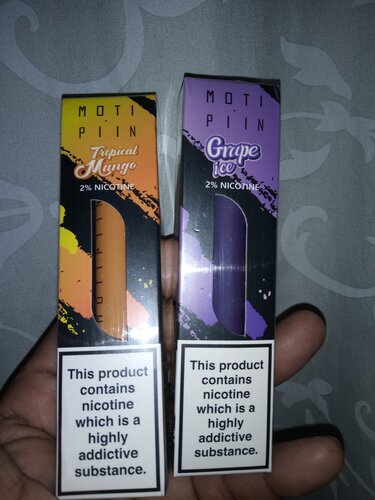 MOTI
PIIN
Tropical
Mango
2% NICOTINE
This product
contains
nicotine
which is a
highly
addictive
substance.
MOTI
PIIN
Grape
ice
2% NICOTINE
This product
contains
nicotine
which is a
highly
addictive
substance.